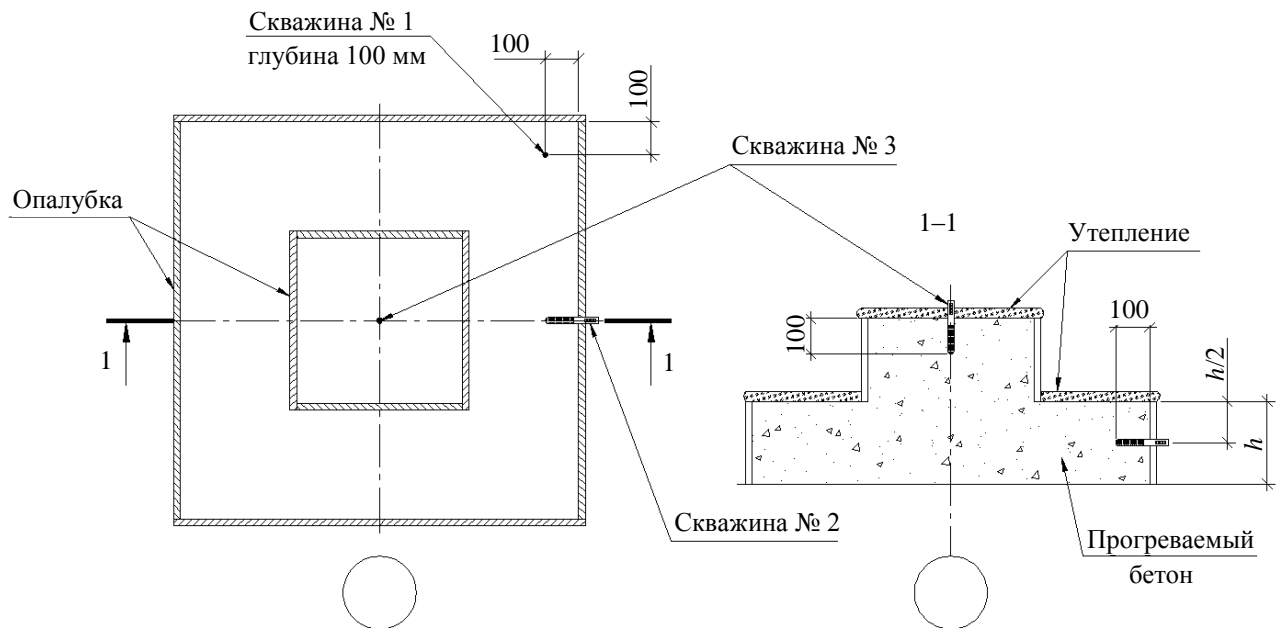 Скважина № 1
глубина 100 мм
100
100
Скважина № 3
Опалубка
1–1
Утепление
100
100
h/2
h
1
1
Скважина № 2
Прогреваемый
бетон